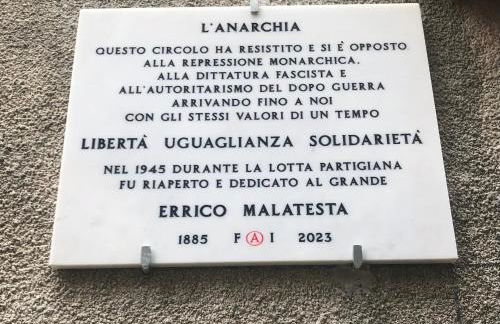 L'ANARCHIA
QUESTO CIRCOLO HA RESISTITO E SI È OPPOSTO
ALLA REPRESSIONE MONARCHICA,
ALLA DITTATURA FASCISTA E
ALL'AUTORITARISMO DEL DOPO GUERRA
ARRIVANDO FINO A NOI
CON GLI STESSI VALORI DI UN TEMPO
LIBERTÀ UGUAGLIANZA SOLIDARIETÀ
NEL 1945 DURANTE LA LOTTA PARTIGIANA
FU RIAPERTO E DEDICATO AL GRANDE
ERRICO MALATESTA
1885 F A I 2023